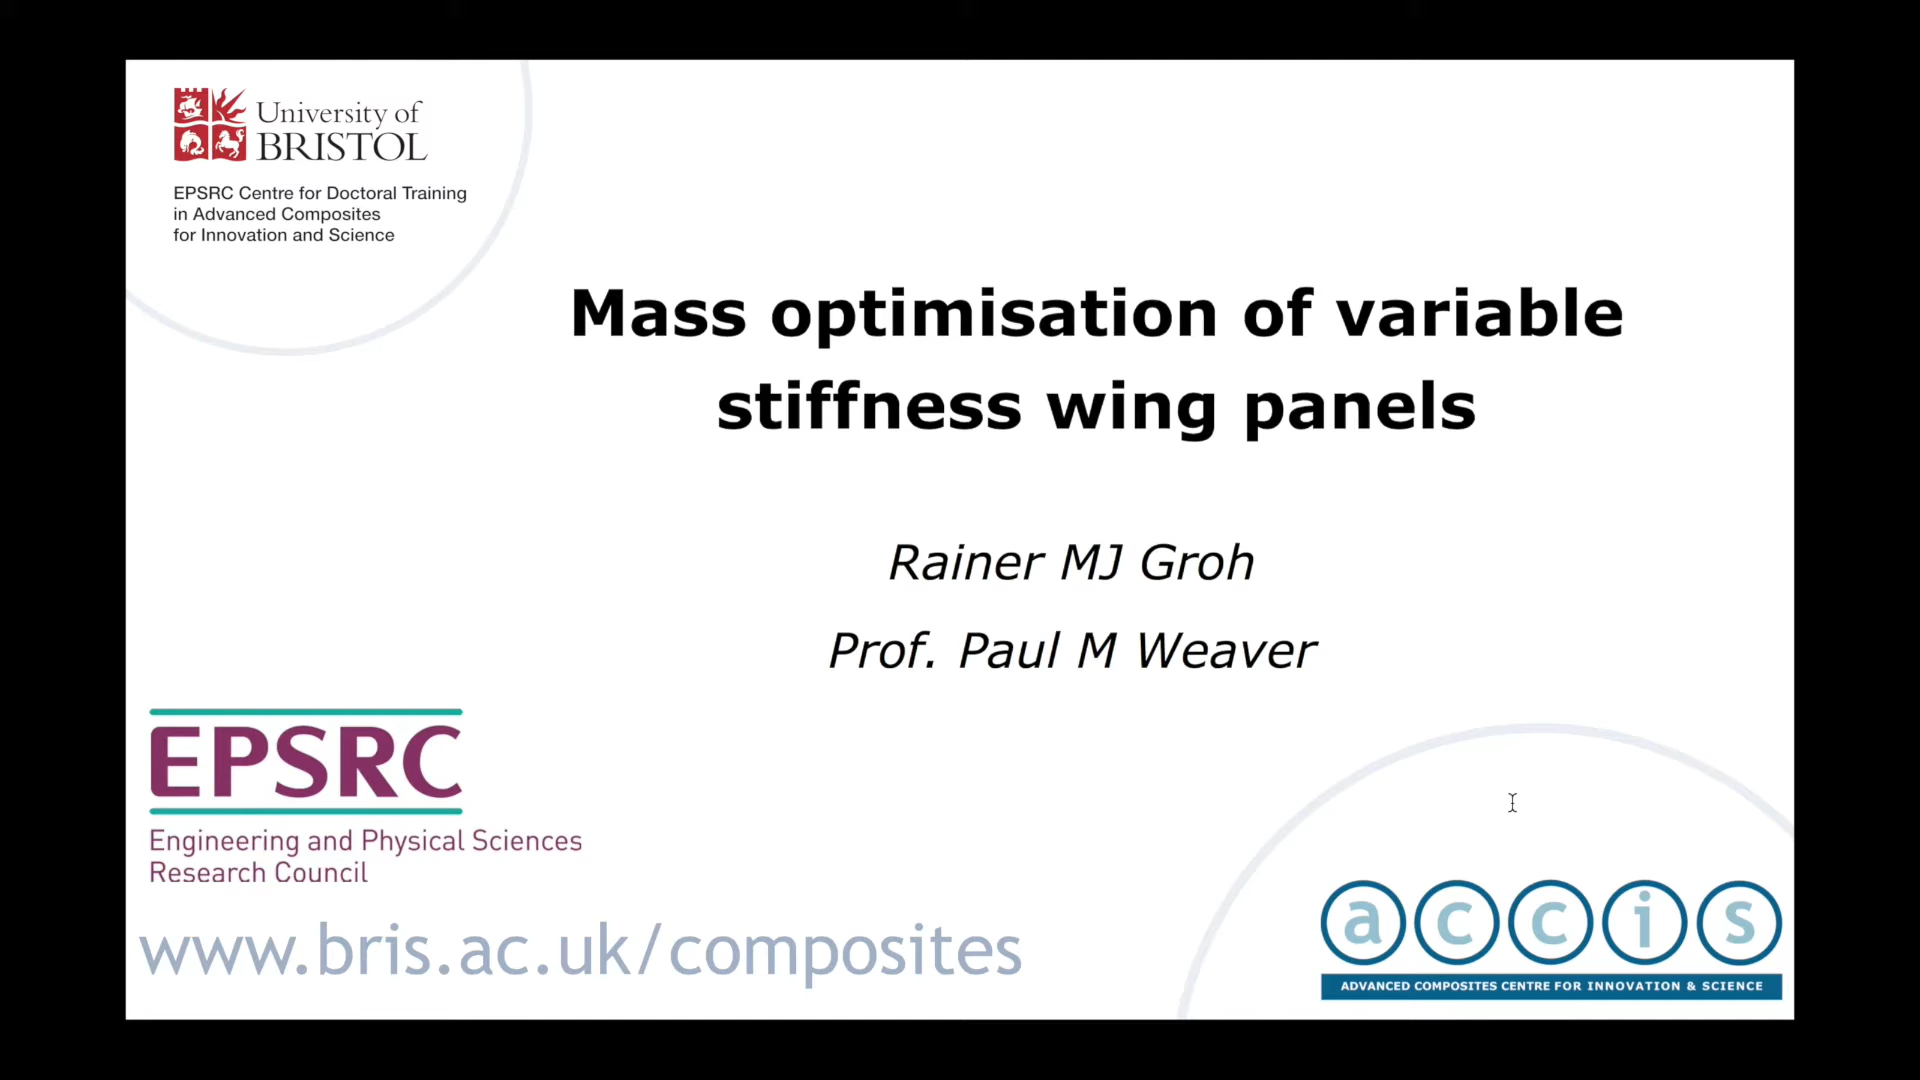 University of
BRISTOL
EPSRC Centre for Doctoral Training
in Advanced Composites
for Innovation and Science
Mass optimisation of variable
stiffness wing panels
Rainer MJ Groh
Prof. Paul M Weaver
EPSRC
Engineering and Physical Sciences
Research Council
www.bris.ac.uk/composites
accis
ADVANCED COMPOSITES CENTRE FOR INNOVATION & SCIENCE